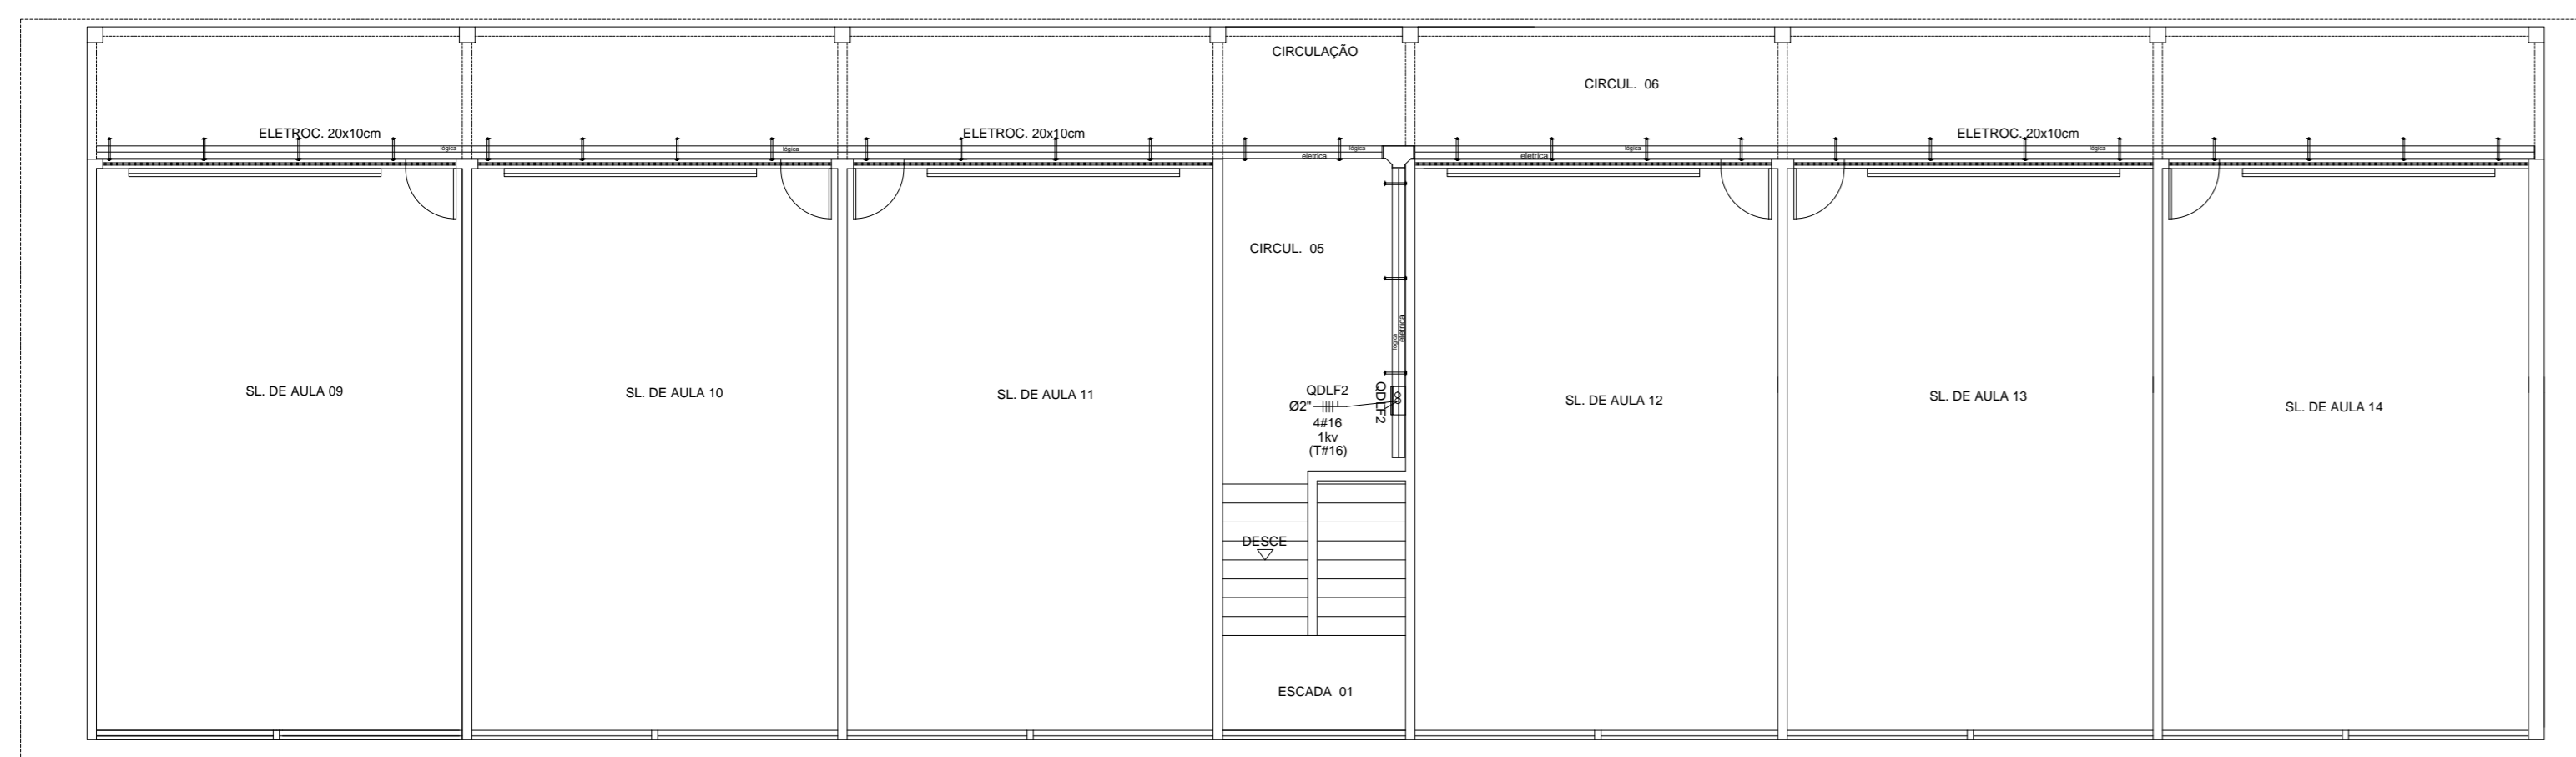 CIRCULAÇÃO
CIRCUL. 06
ELETROC. 20x10cm
ELETROC. 20x10cm
ELETROC. 20x10cm
lógica
lógica
eletrica
lógica
eletrica
lógica
lógica
CIRCUL. 05
lógica
eletrica
SL. DE AULA 09
SL. DE AULA 10
SL. DE AULA 11
QDLF2
Ø2"
4#16
1kv
(T#16)
QDLF2
SL. DE AULA 12
SL. DE AULA 13
SL. DE AULA 14
DESCE
ESCADA 01